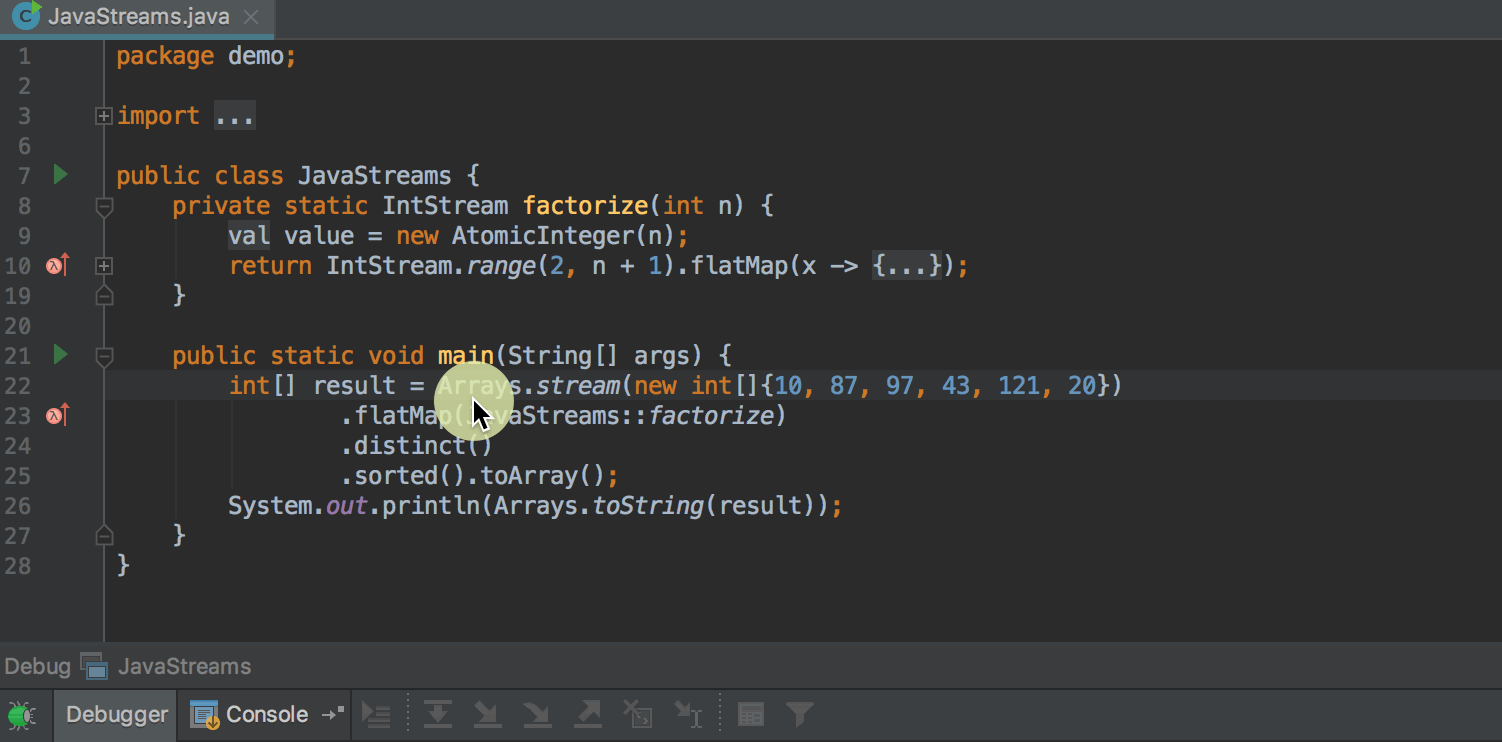 JavaStreams.java
1 package demo;
2
3 import ...
6
7 public class JavaStreams {
8 private static IntStream factorize(int n) {
9 val value = new AtomicInteger(n);
10 return IntStream.range(2, n + 1).flatMap(x -> {...});
19 }
20
21 public static void main(String[] args) {
22 int[] result = Arrays.stream(new int[]{10, 87, 97, 43, 121, 20})
23 .flatMap(JavaStreams::factorize)
24 .distinct()
25 .sorted().toArray();
26 System.out.println(Arrays.toString(result));
27 }
28 }
Debug JavaStreams
Debugger Console